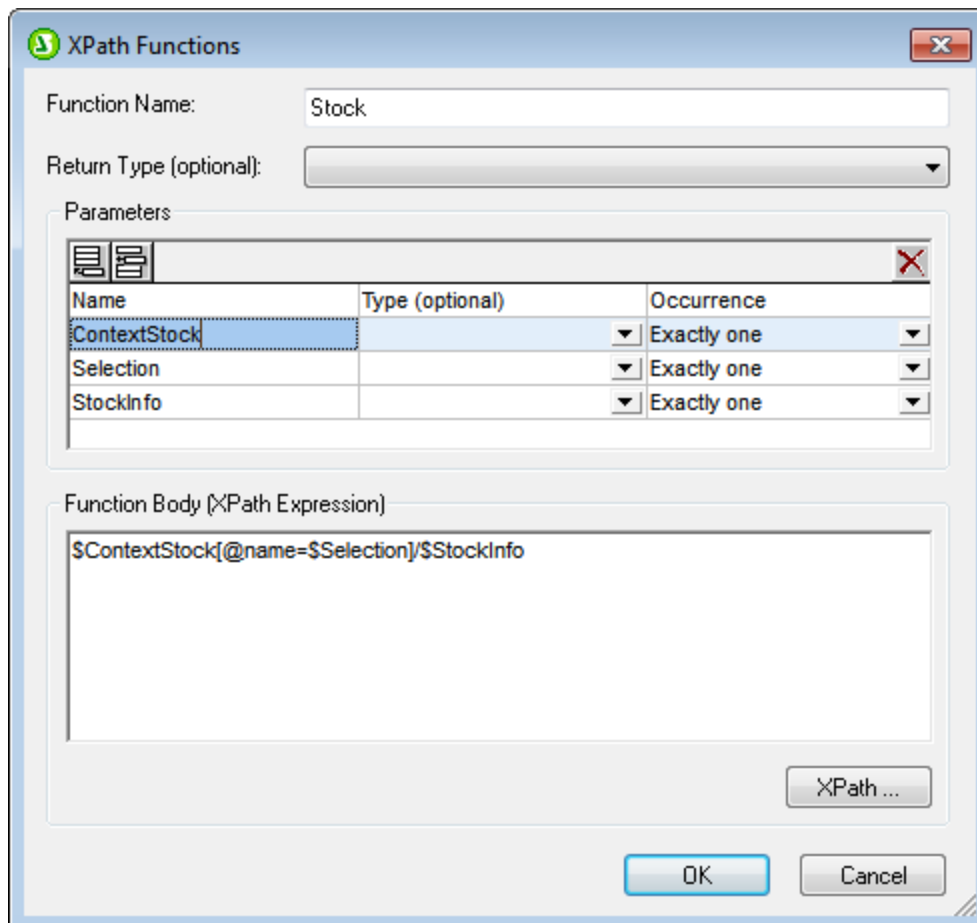 XPath Functions
Function Name: Stock
Return Type (optional):
Parameters
Name Type (optional) Occurrence
ContextStock Exactly one
Selection Exactly one
StockInfo Exactly one
Function Body (XPath Expression)
$ContextStock[@name=$Selection]/$StockInfo
XPath ...
OK Cancel